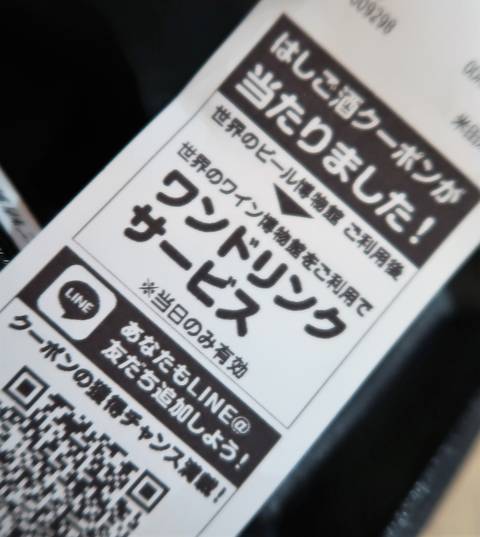 009298
はしご酒クーポンが
当たりました!
世界のビール博物館 ご利用後
世界のワイン博物館をご利用で
ワンドリンク
サービス
※当日のみ有効
LINE
あなたもLINE@
友だち追加しよう!
クーポンの獲得チャンス満載!